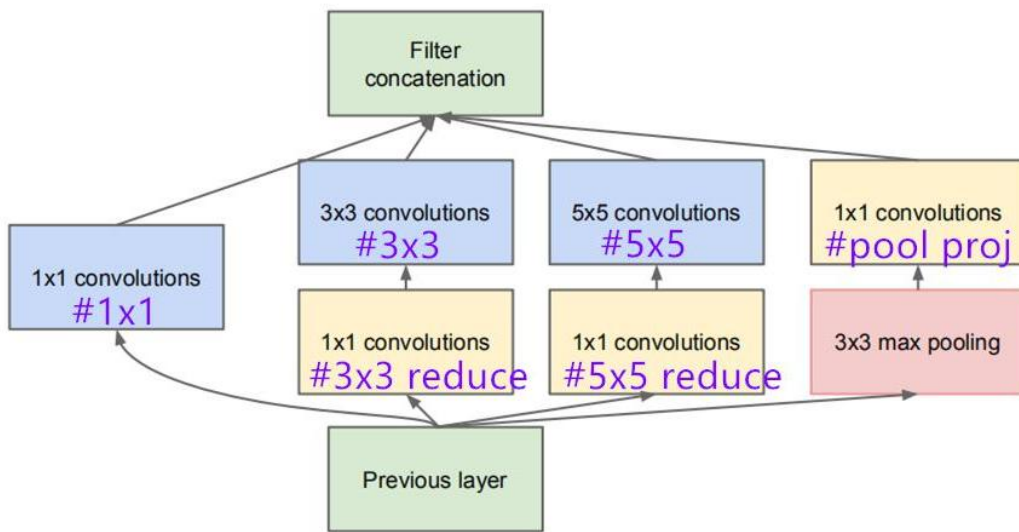 Filter
concatenation
3x3 convolutions
#3x3
5x5 convolutions
#5x5
1x1 convolutions
#pool proj
1x1 convolutions
#1x1
1x1 convolutions
#3x3 reduce
1x1 convolutions
#5x5 reduce
3x3 max pooling
Previous layer